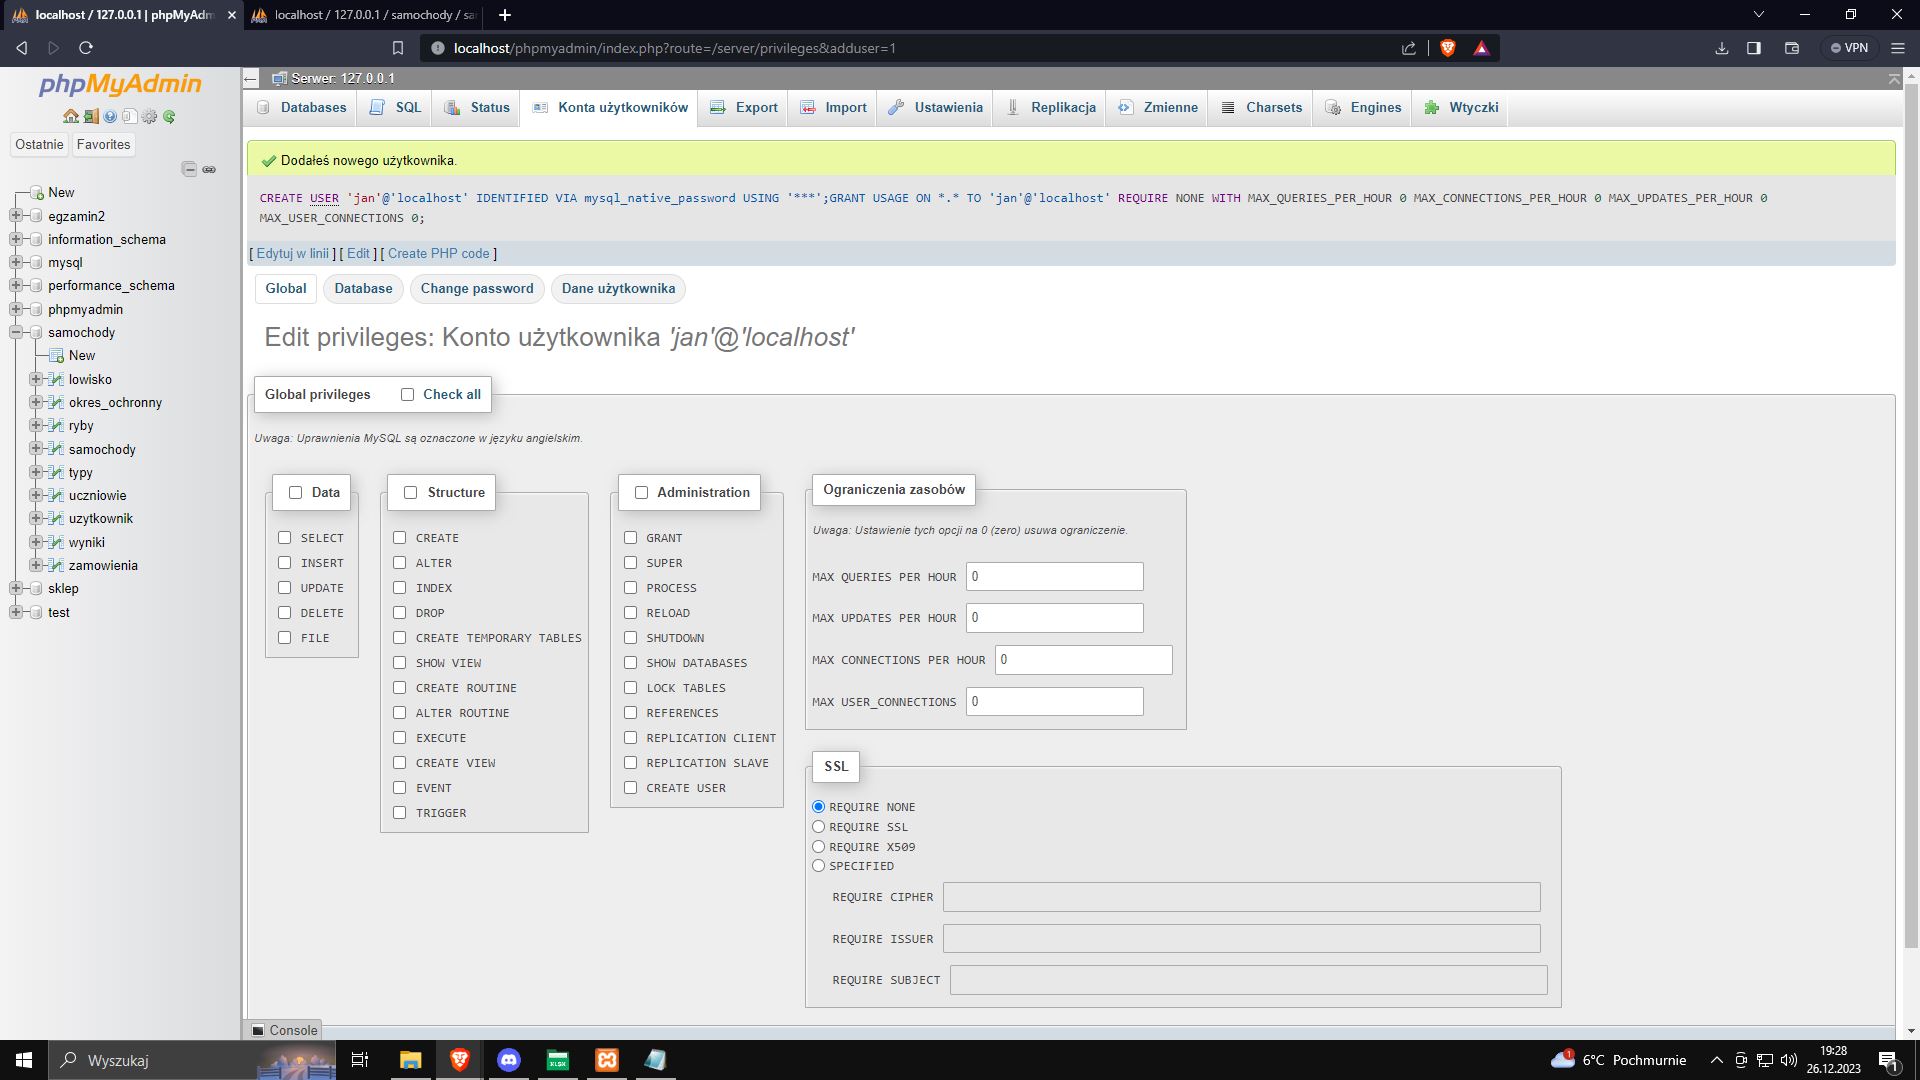 localhost / 127.0.0.1 | phpMyAdm
localhost / 127.0.0.1 / samochody / sa
localhost/phpmyadmin/index.php?route=/server/privileges&adduser=1
VPN
phpMyAdmin
Ostatnie
Favorites
New
egzamin2
information_schema
mysql
performance_schema
phpmyadmin
samochody
New
lowisko
okres_ochronny
ryby
samochody
typy
uczniowie
uzytkownik
wyniki
zamowienia
sklep
test
Serwer: 127.0.0.1
Databases
SQL
Status
Konta użytkowników
Export
Import
Ustawienia
Replikacja
Zmienne
Charsets
Engines
Wtyczki
Dodałeś nowego użytkownika.
CREATE USER 'jan'@'localhost' IDENTIFIED VIA mysql_native_password USING '***';GRANT USAGE ON *.* TO 'jan'@'localhost' REQUIRE NONE WITH MAX_QUERIES_PER_HOUR 0 MAX_CONNECTIONS_PER_HOUR 0 MAX_UPDATES_PER_HOUR 0
MAX_USER_CONNECTIONS 0;
[ Edytuj w linii ] [ Edit ] [ Create PHP code ]
Global
Database
Change password
Dane użytkownika
Edit privileges: Konto użytkownika 'jan'@'localhost'
Global privileges
Check all
Uwaga: Uprawnienia MySQL są oznaczone w języku angielskim.
Data
SELECT
INSERT
UPDATE
DELETE
FILE
Structure
CREATE
ALTER
INDEX
DROP
CREATE TEMPORARY TABLES
SHOW VIEW
CREATE ROUTINE
ALTER ROUTINE
EXECUTE
CREATE VIEW
EVENT
TRIGGER
Administration
GRANT
SUPER
PROCESS
RELOAD
SHUTDOWN
SHOW DATABASES
LOCK TABLES
REFERENCES
REPLICATION CLIENT
REPLICATION SLAVE
CREATE USER
Ograniczenia zasobów
Uwaga: Ustawienie tych opcji na 0 (zero) usuwa ograniczenie.
MAX QUERIES PER HOUR 0
MAX UPDATES PER HOUR 0
MAX CONNECTIONS PER HOUR 0
MAX USER_CONNECTIONS 0
SSL
REQUIRE NONE
REQUIRE SSL
REQUIRE X509
SPECIFIED
REQUIRE CIPHER
REQUIRE ISSUER
REQUIRE SUBJECT
Console
Wyszukaj
XLSX
1
6°C Pochmurnie
19:28
26.12.2023
1